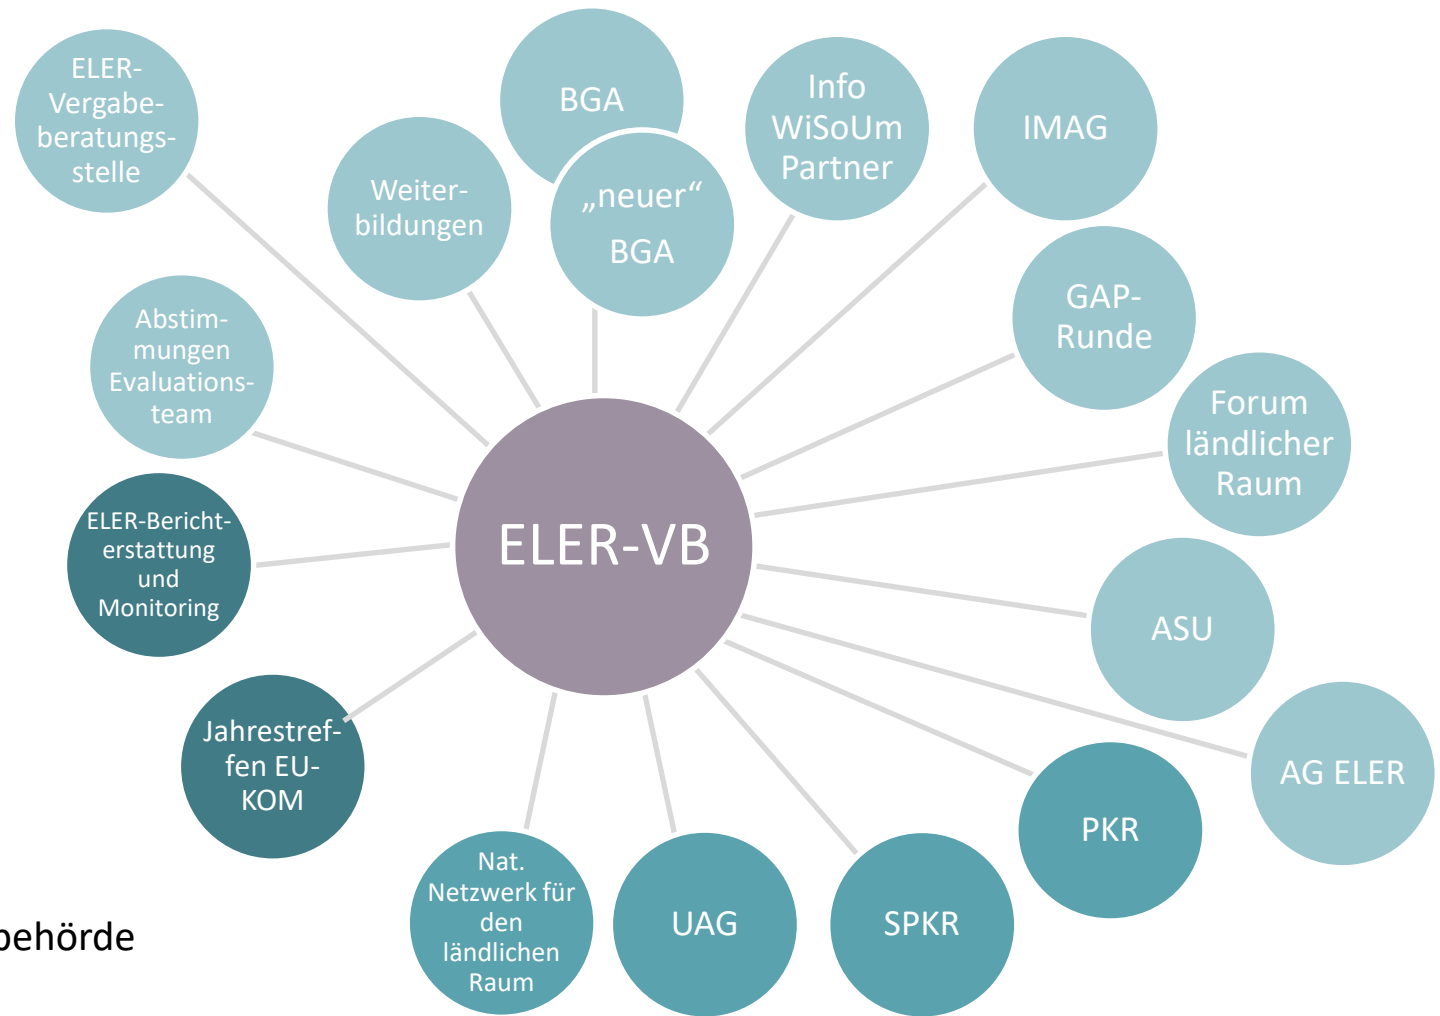 ELER-
Vergabe-
beratungs-
stelle
Weiter-
bildungen
BGA
„neuer“
BGA
Info
WiSoUm
Partner
IMAG
GAP-
Runde
Forum
ländlicher
Raum
Abstim-
mungen
Evaluations-
team
ELER-Bericht-
erstattung
und
Monitoring
ELER-VB
ASU
AG ELER
Jahrestref-
fen EU-
KOM
PKR
Nat.
Netzwerk für
den
ländlichen
Raum
UAG
SPKR
behörde